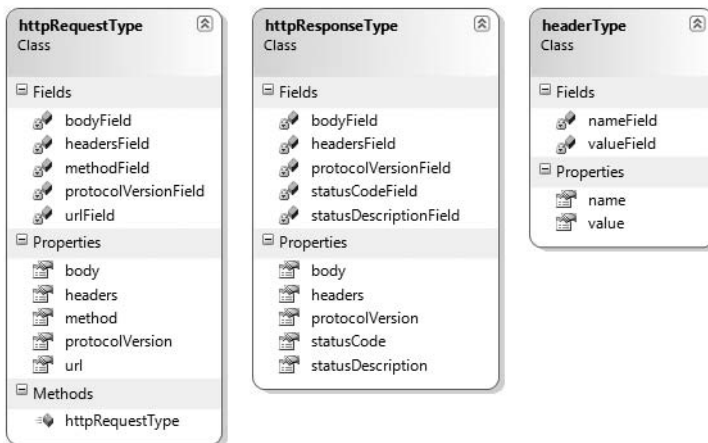 httpRequestType
Class
Fields
bodyField
headersField
methodField
protocolVersionField
urlField
Properties
body
headers
method
protocolVersion
url
Methods
httpRequestType
httpResponseType
Class
Fields
bodyField
headersField
protocolVersionField
statusCodeField
statusDescriptionField
Properties
body
headers
protocolVersion
statusCode
statusDescription
headerType
Class
Fields
nameField
valueField
Properties
name
value